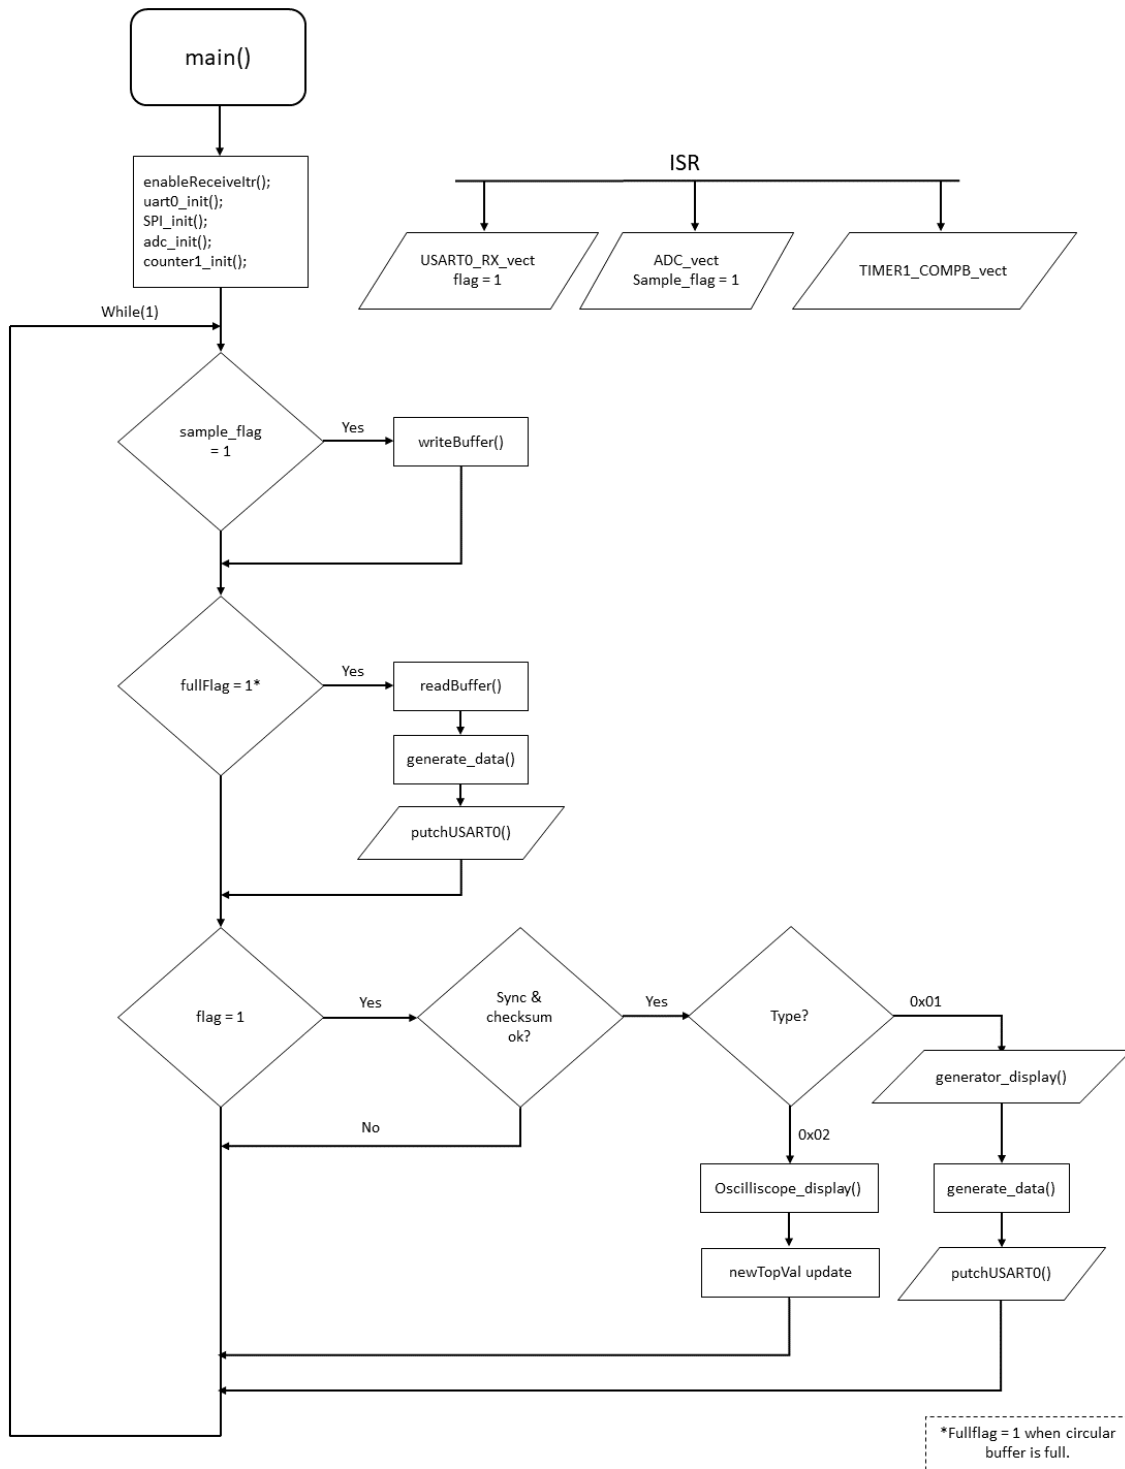 main()
enableReceiveItr();
uart0_init();
SPI_init();
adc_init();
counter1_init();
ISR
USART0_RX_vect
flag = 1
ADC_vect
Sample_flag = 1
TIMER1_COMPB_vect
While(1)
sample_flag
= 1
Yes
writeBuffer()
fullFlag = 1*
Yes
readBuffer()
generate_data()
putchUSART0()
flag = 1
Yes
Sync &
checksum
ok?
Yes
Type?
0x01
generator_display()
No
0x02
Oscilliscope_display()
generate_data()
newTopVal update
putchUSART0()
*Fullflag = 1 when circular
buffer is full.